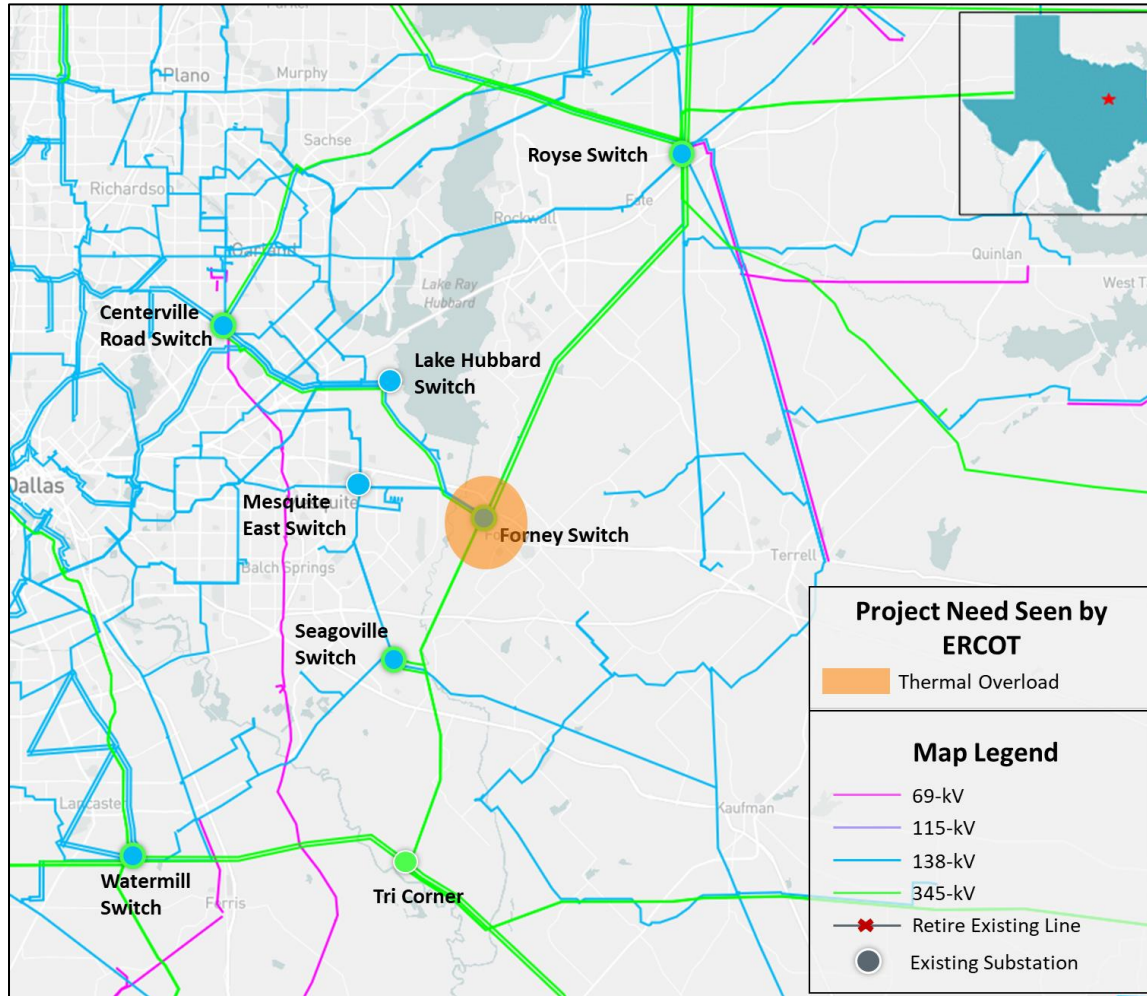 Plano
Murphy
Sachse
Richardson
Royse Switch
Rockwall
Fate
Garland
Lake Ray
Hubbard
Quinlan
West Ta
Centerville
Road Switch
Lake Hubbard
Switch
Dallas
Mesquite
Mesquite
East Switch
Forney Switch
Balch Springs
Terrell
Seagoville
Switch
Lancaster
Kaufman
Watermill
Switch
Ferris
Tri Corner
Project Need Seen by
ERCOT
Thermal Overload
Map Legend
69-kV
115-kV
138-kV
345-kV
Retire Existing Line
Existing Substation